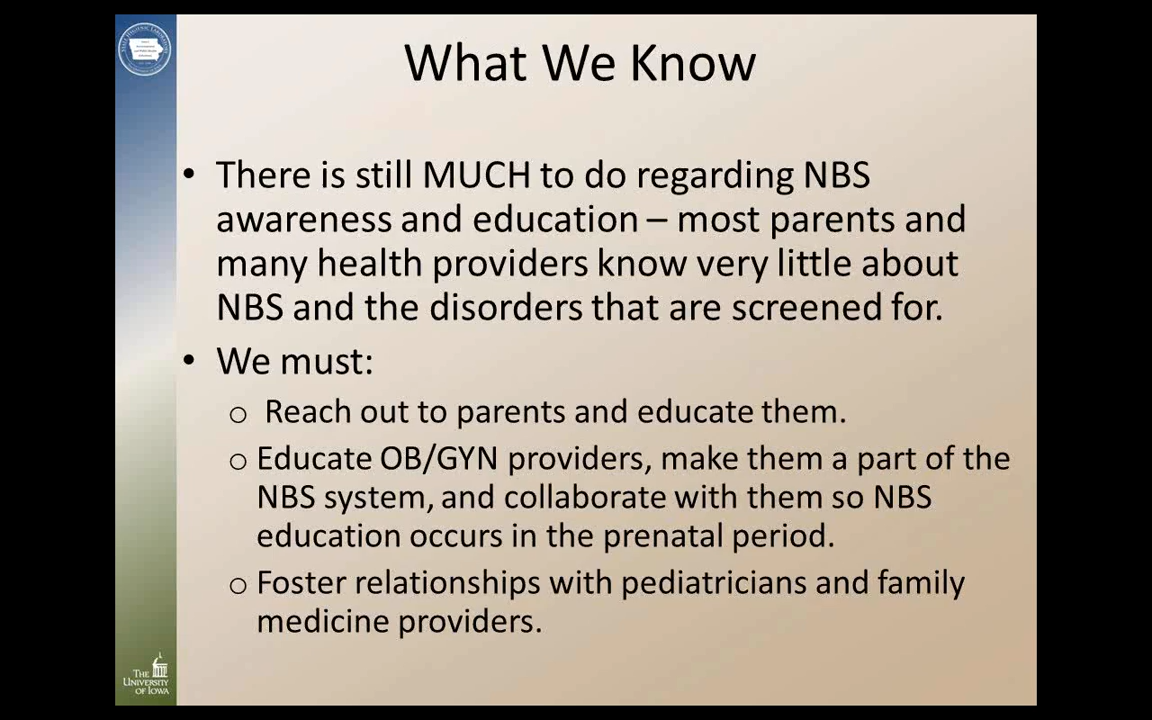 What We Know
• There is still MUCH to do regarding NBS
awareness and education – most parents and
many health providers know very little about
NBS and the disorders that are screened for.
• We must:
o Reach out to parents and educate them.
o Educate OB/GYN providers, make them a part of the
NBS system, and collaborate with them so NBS
education occurs in the prenatal period.
o Foster relationships with pediatricians and family
medicine providers.
THE
UNIVERSITY
OF IOWA